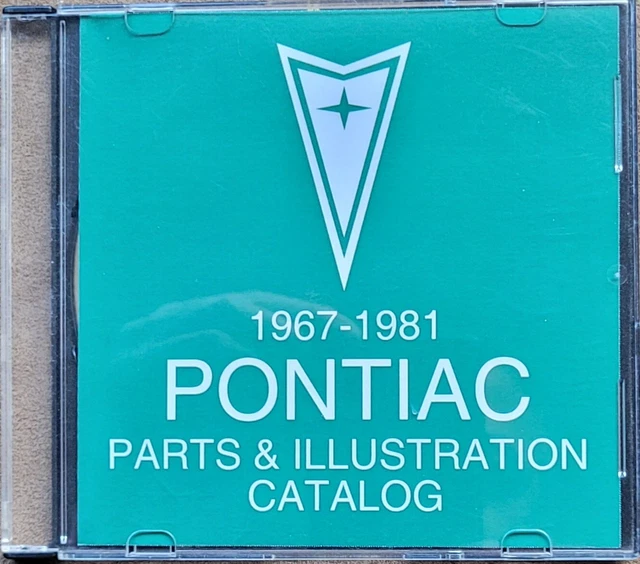 1967-1981
PONTIAC
PARTS & ILLUSTRATION
CATALOG